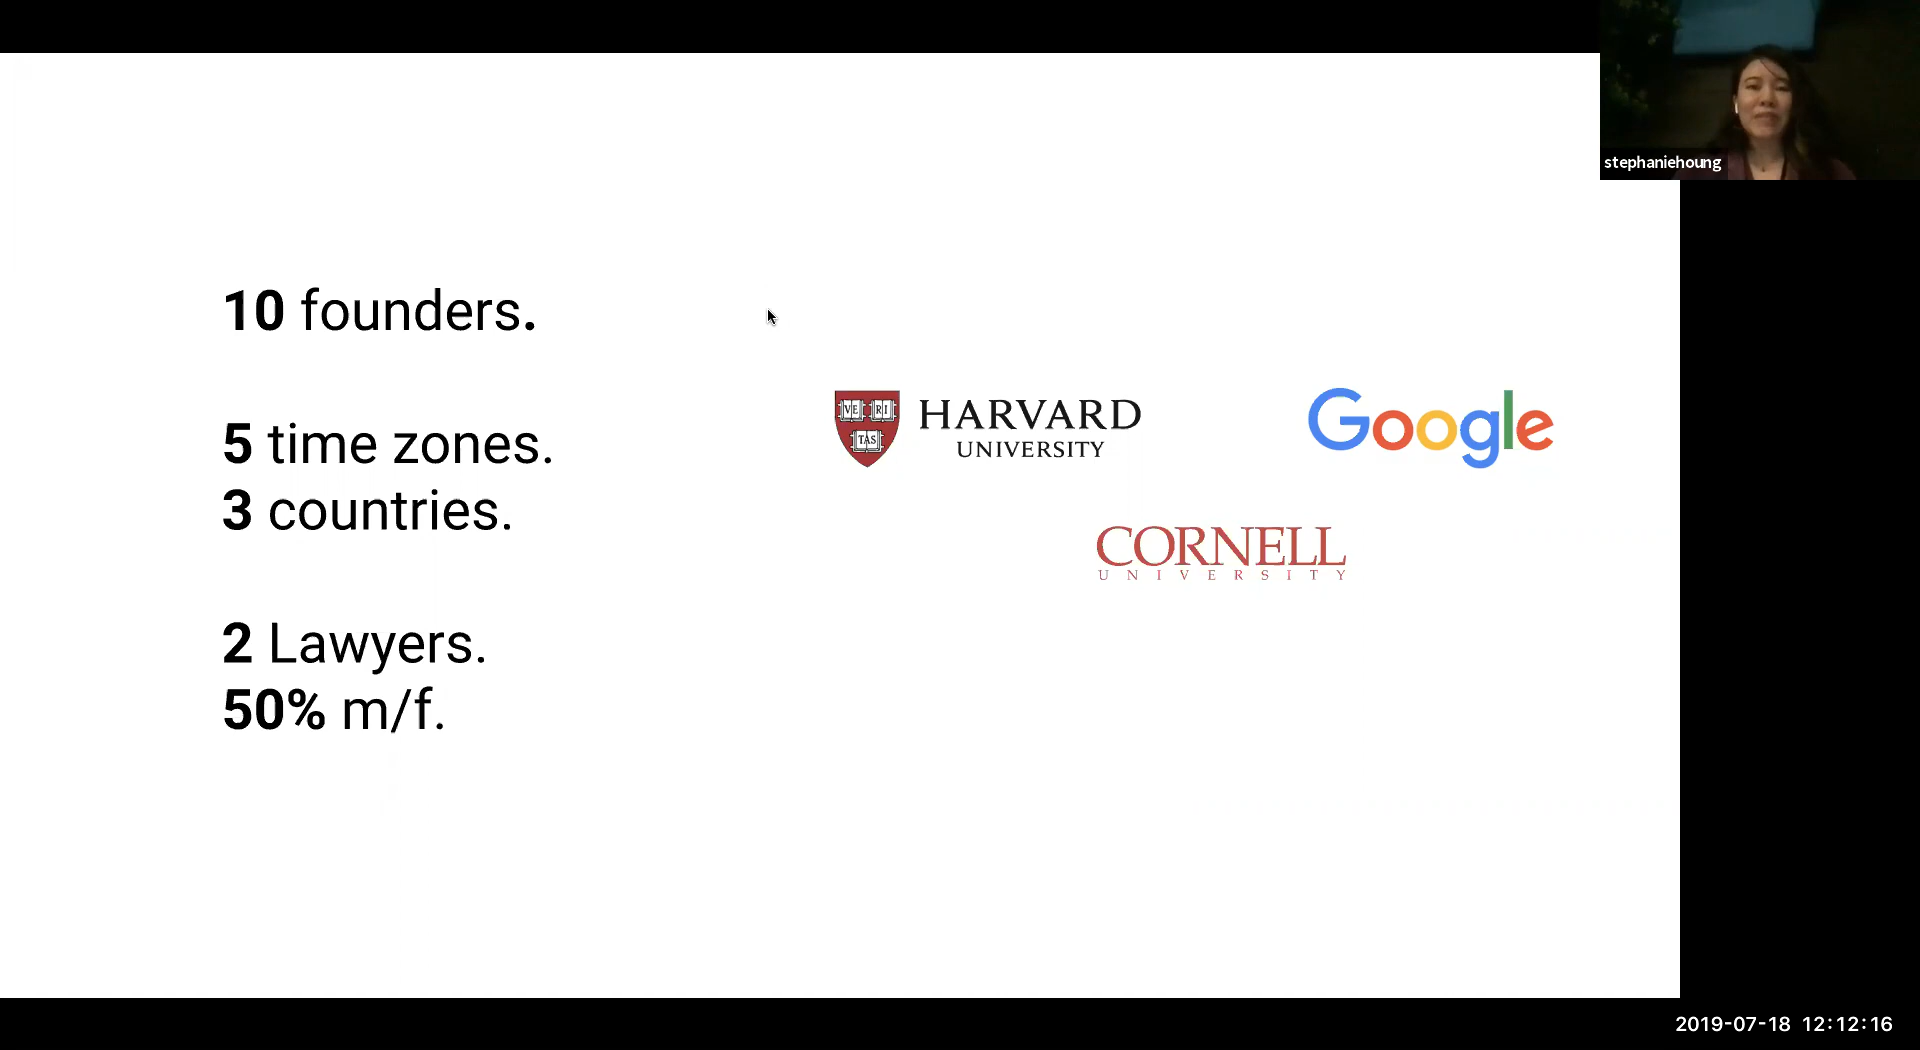 stephaniehoung
10 founders.
5 time zones.
3 countries.
2 Lawyers.
50% m/f.
VE RI
TAS
HARVARD
UNIVERSITY
Google
CORNELL
UNIVERSITY
2019-07-18 12:12:16